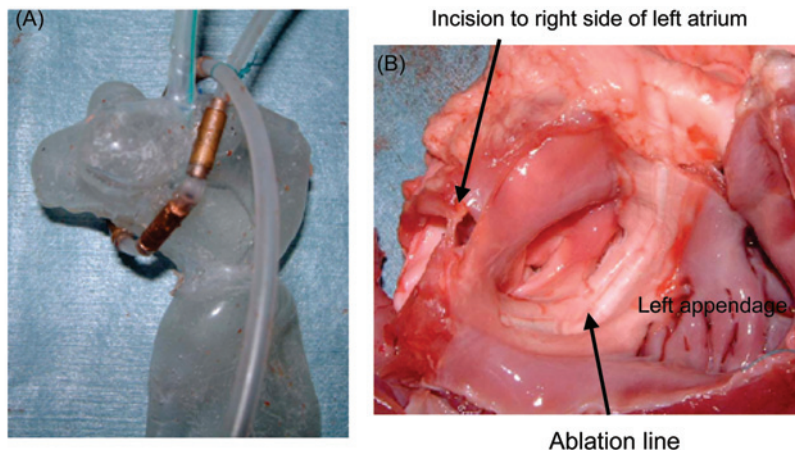 (A)
Incision to right side of left atrium
(B)
Left appendage
Ablation line